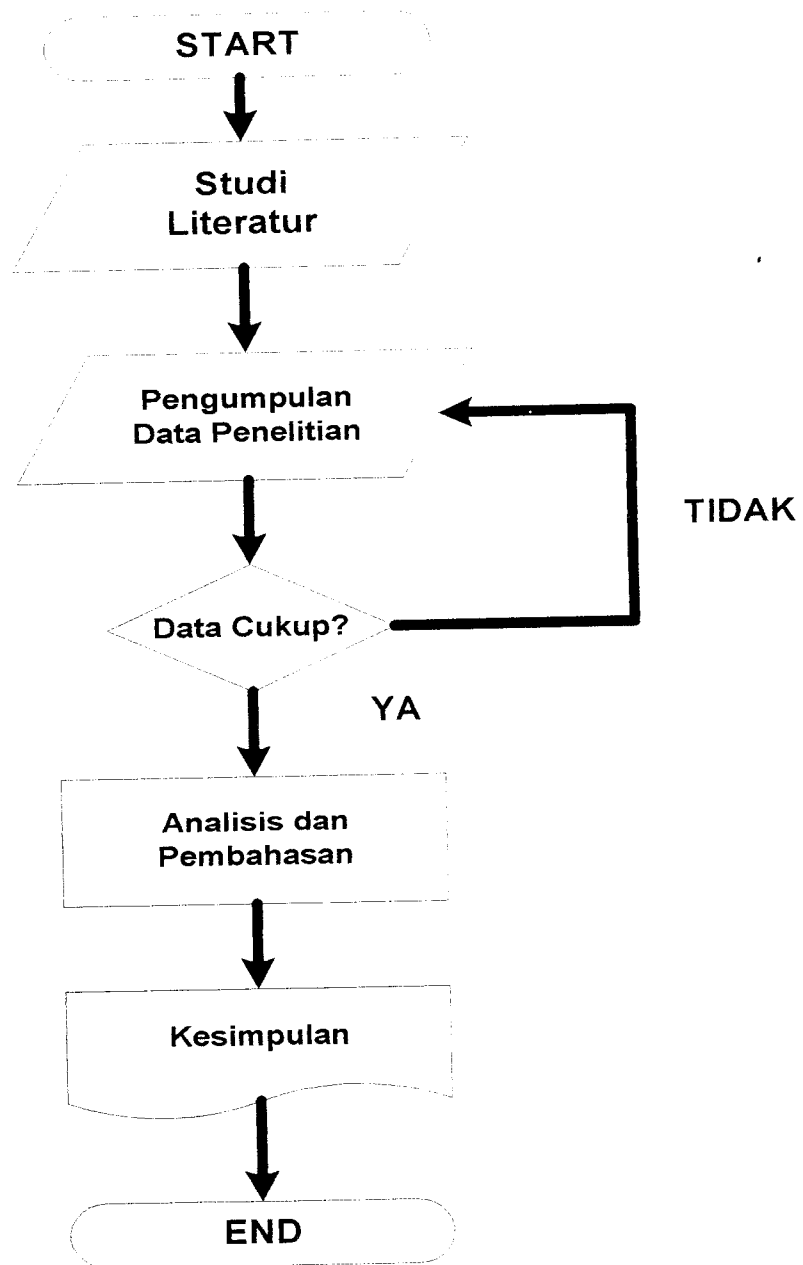 START
Studi
Literatur
Pengumpulan
Data Penelitian
TIDAK
Data Cukup?
YA
Analisis dan
Pembahasan
Kesimpulan
END